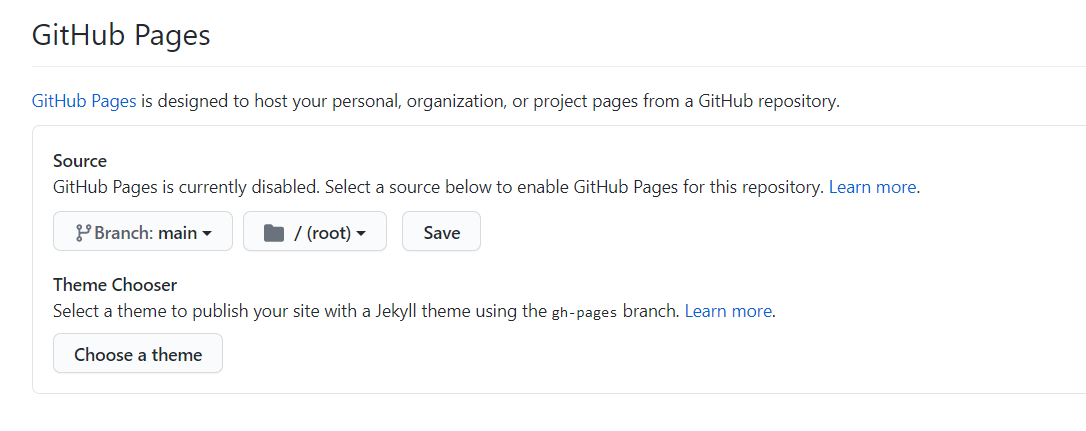 GitHub Pages
GitHub Pages is designed to host your personal, organization, or project pages from a GitHub repository.
Source
GitHub Pages is currently disabled. Select a source below to enable GitHub Pages for this repository. Learn more.
Branch: main / (root) Save
Theme Chooser
Select a theme to publish your site with a Jekyll theme using the gh-pages branch. Learn more.
Choose a theme